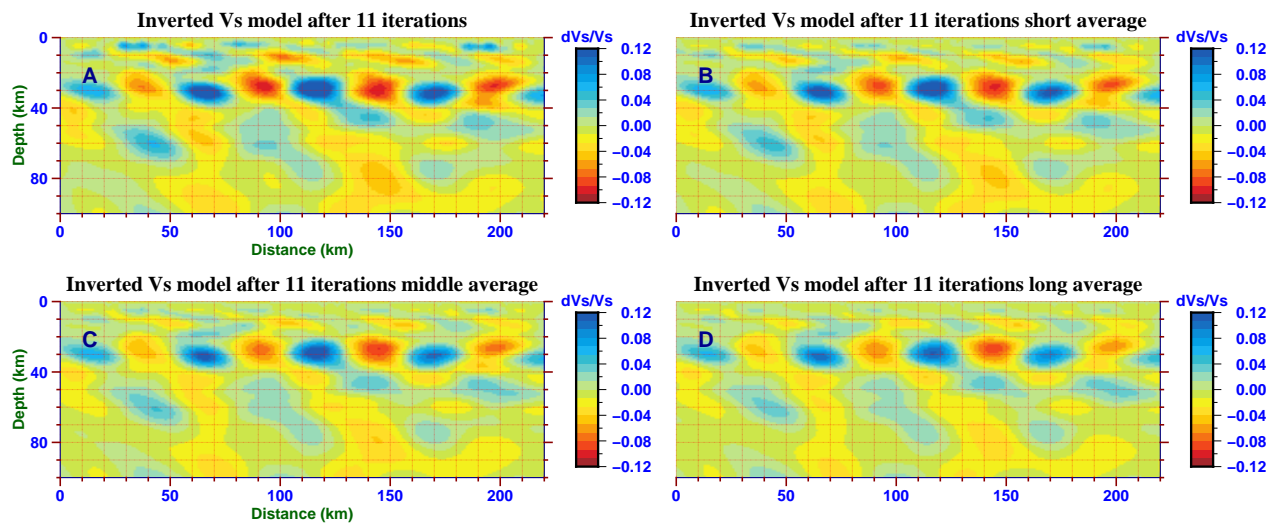 Inverted Vs model after 11 iterations
Inverted Vs model after 11 iterations short average
dVs/Vs
dVs/Vs
A
B
0
40
80
Depth (km)
0.12
0.08
0.04
0.00
−0.04
−0.08
−0.12
0
40
80
0.12
0.08
0.04
0.00
−0.04
−0.08
−0.12
0 50 100 150 200
Distance (km)
0 50 100 150 200
Inverted Vs model after 11 iterations middle average
Inverted Vs model after 11 iterations long average
dVs/Vs
dVs/Vs
C
D
0
40
80
Depth (km)
0.12
0.08
0.04
0.00
−0.04
−0.08
−0.12
0.12
0.08
0.04
0.00
−0.04
−0.08
−0.12
0 50 100 150 200
Distance (km)
0 50 100 150 200